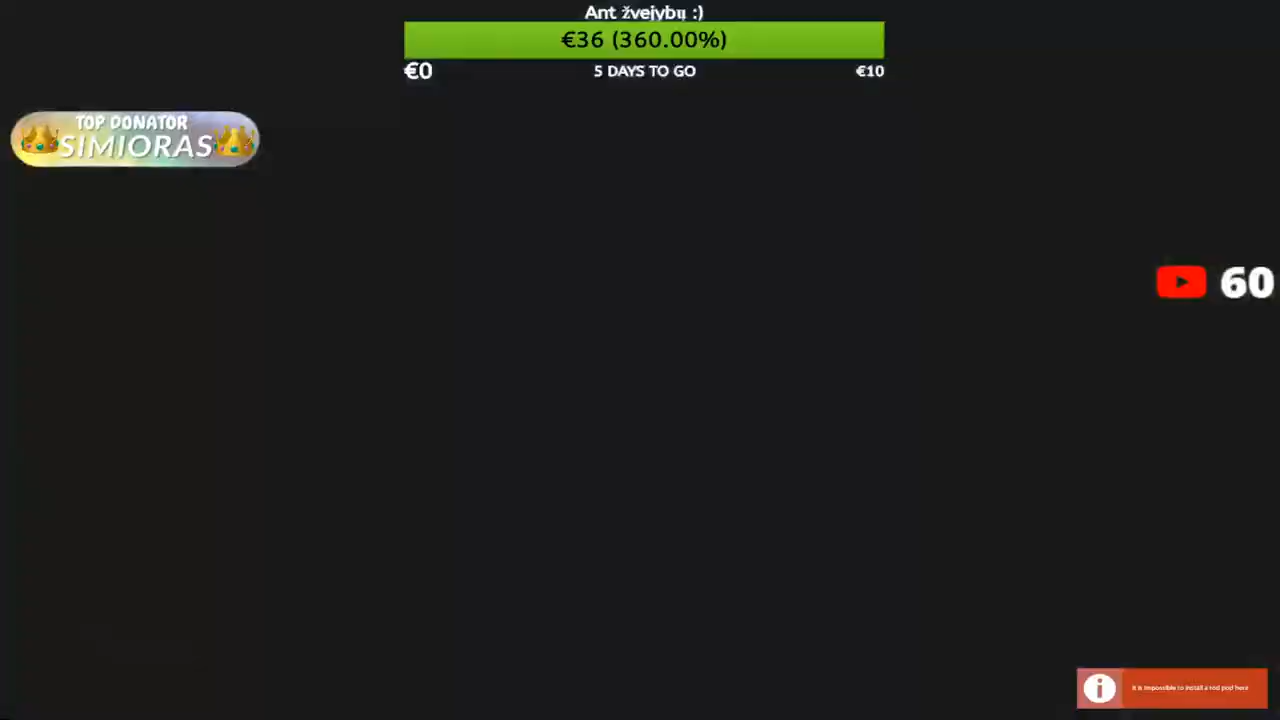 Ant žvejybų :)
€36 (360.00%)
€0 5 DAYS TO GO €10
TOP DONATOR
SIMIORAS
60
It is impossible to install a rod pod here